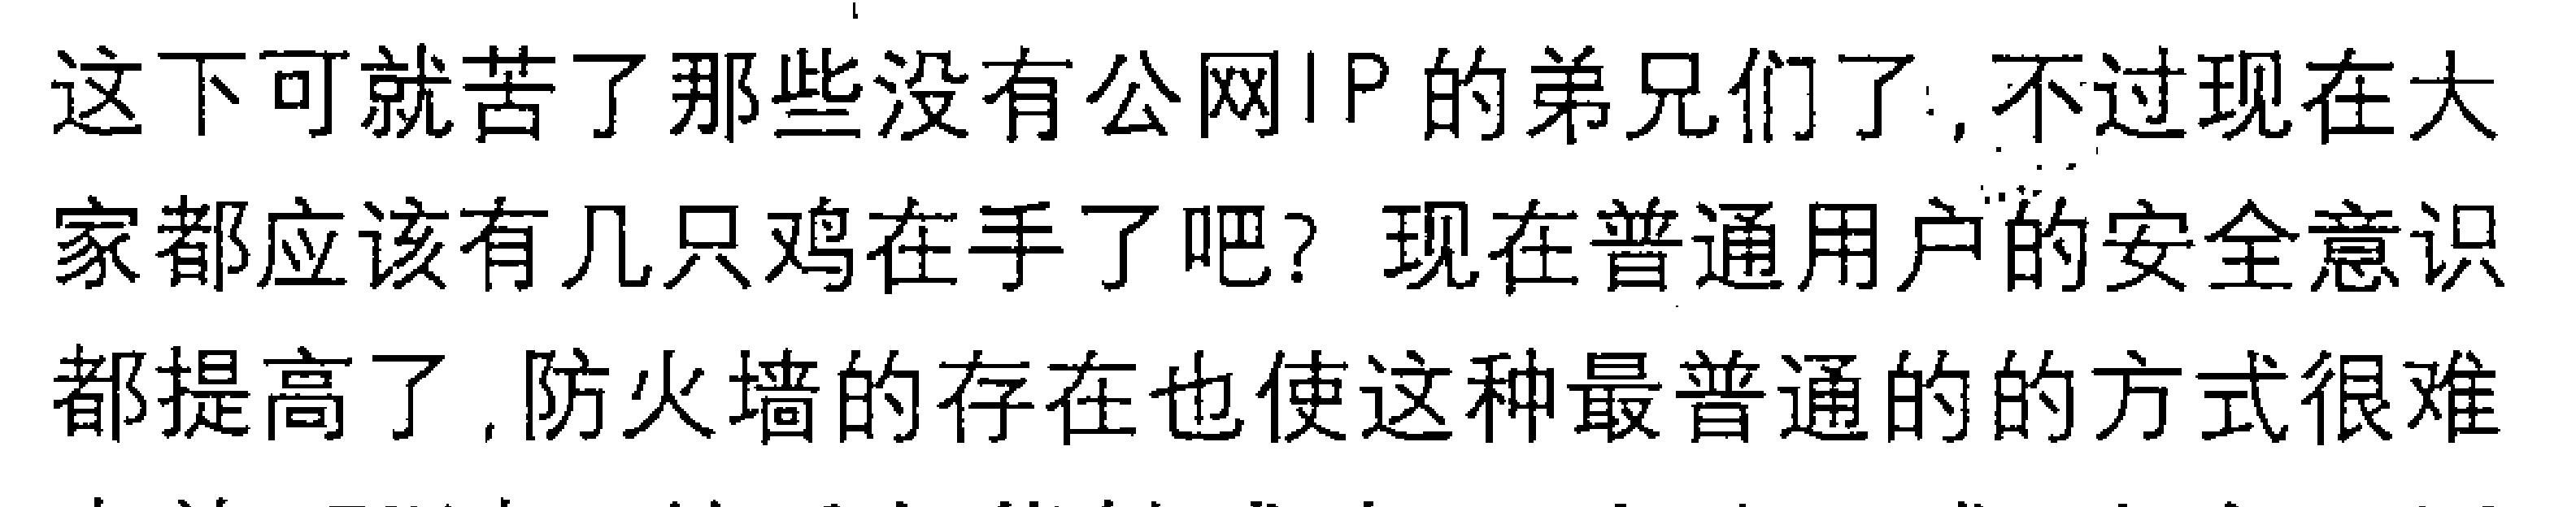 这下可就苦了那些没有公网IP的弟兄们了,不过现在大
家都应该有几只鸡在手了吧? 现在普通用户的安全意识
都提高了,防火墙的存在也使这种最普通的的方式很难